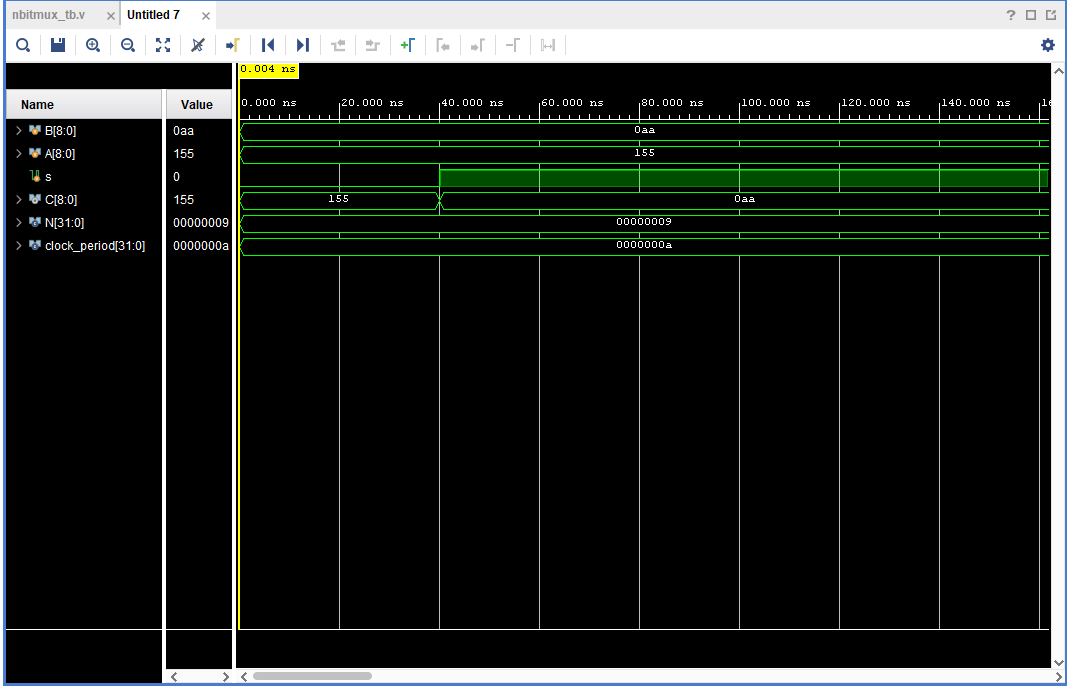 nbitmux_tb.v × Untitled 7 × ?
0.004 ns
Name Value 0.000 ns 20.000 ns 40.000 ns 60.000 ns 80.000 ns 100.000 ns 120.000 ns 140.000 ns 16
B[8:0] 0aa 0aa
A[8:0] 155 155
s 0
C[8:0] 155 155 0aa
N[31:0] 00000009 00000009
clock_period[31:0] 0000000a 0000000a